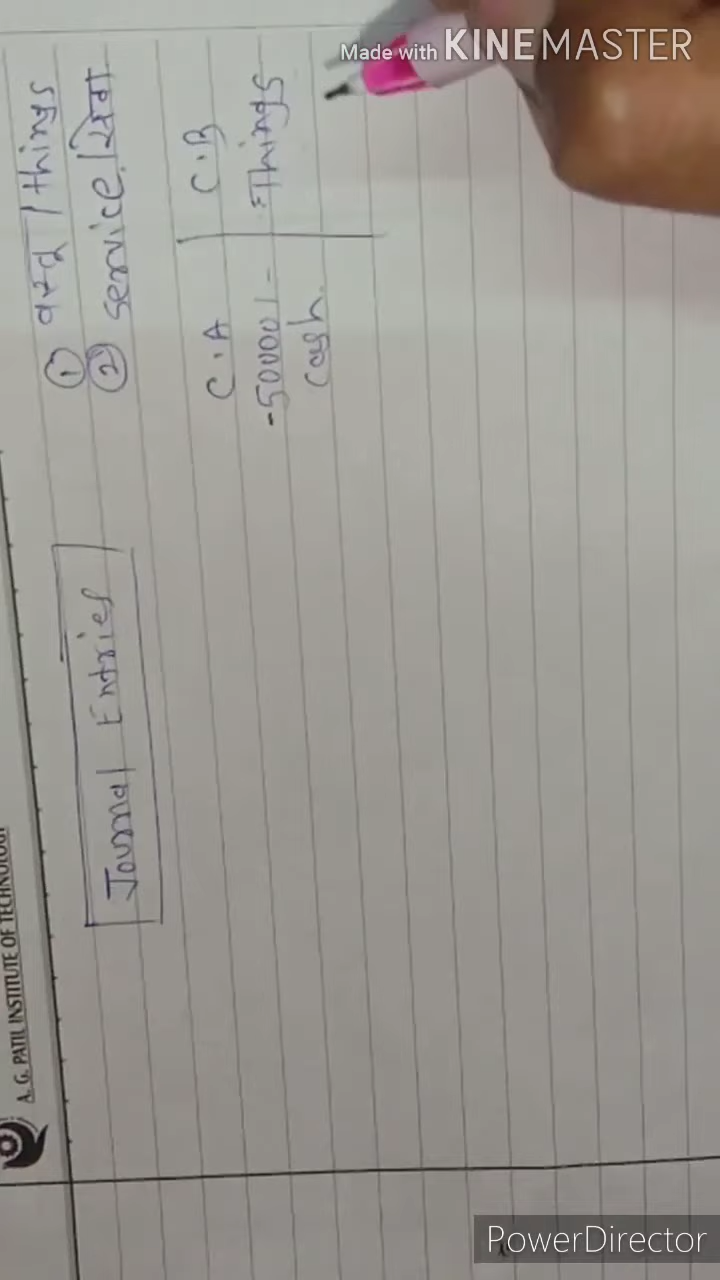 Made with KINEMASTER
A. G. PATIL INSTITUTE OF TECHNOLOGY
Journal Entries
① वस्तू / things
② service / सेवा
C.A | C.B
-50000/- | -Things
Cash
PowerDirector